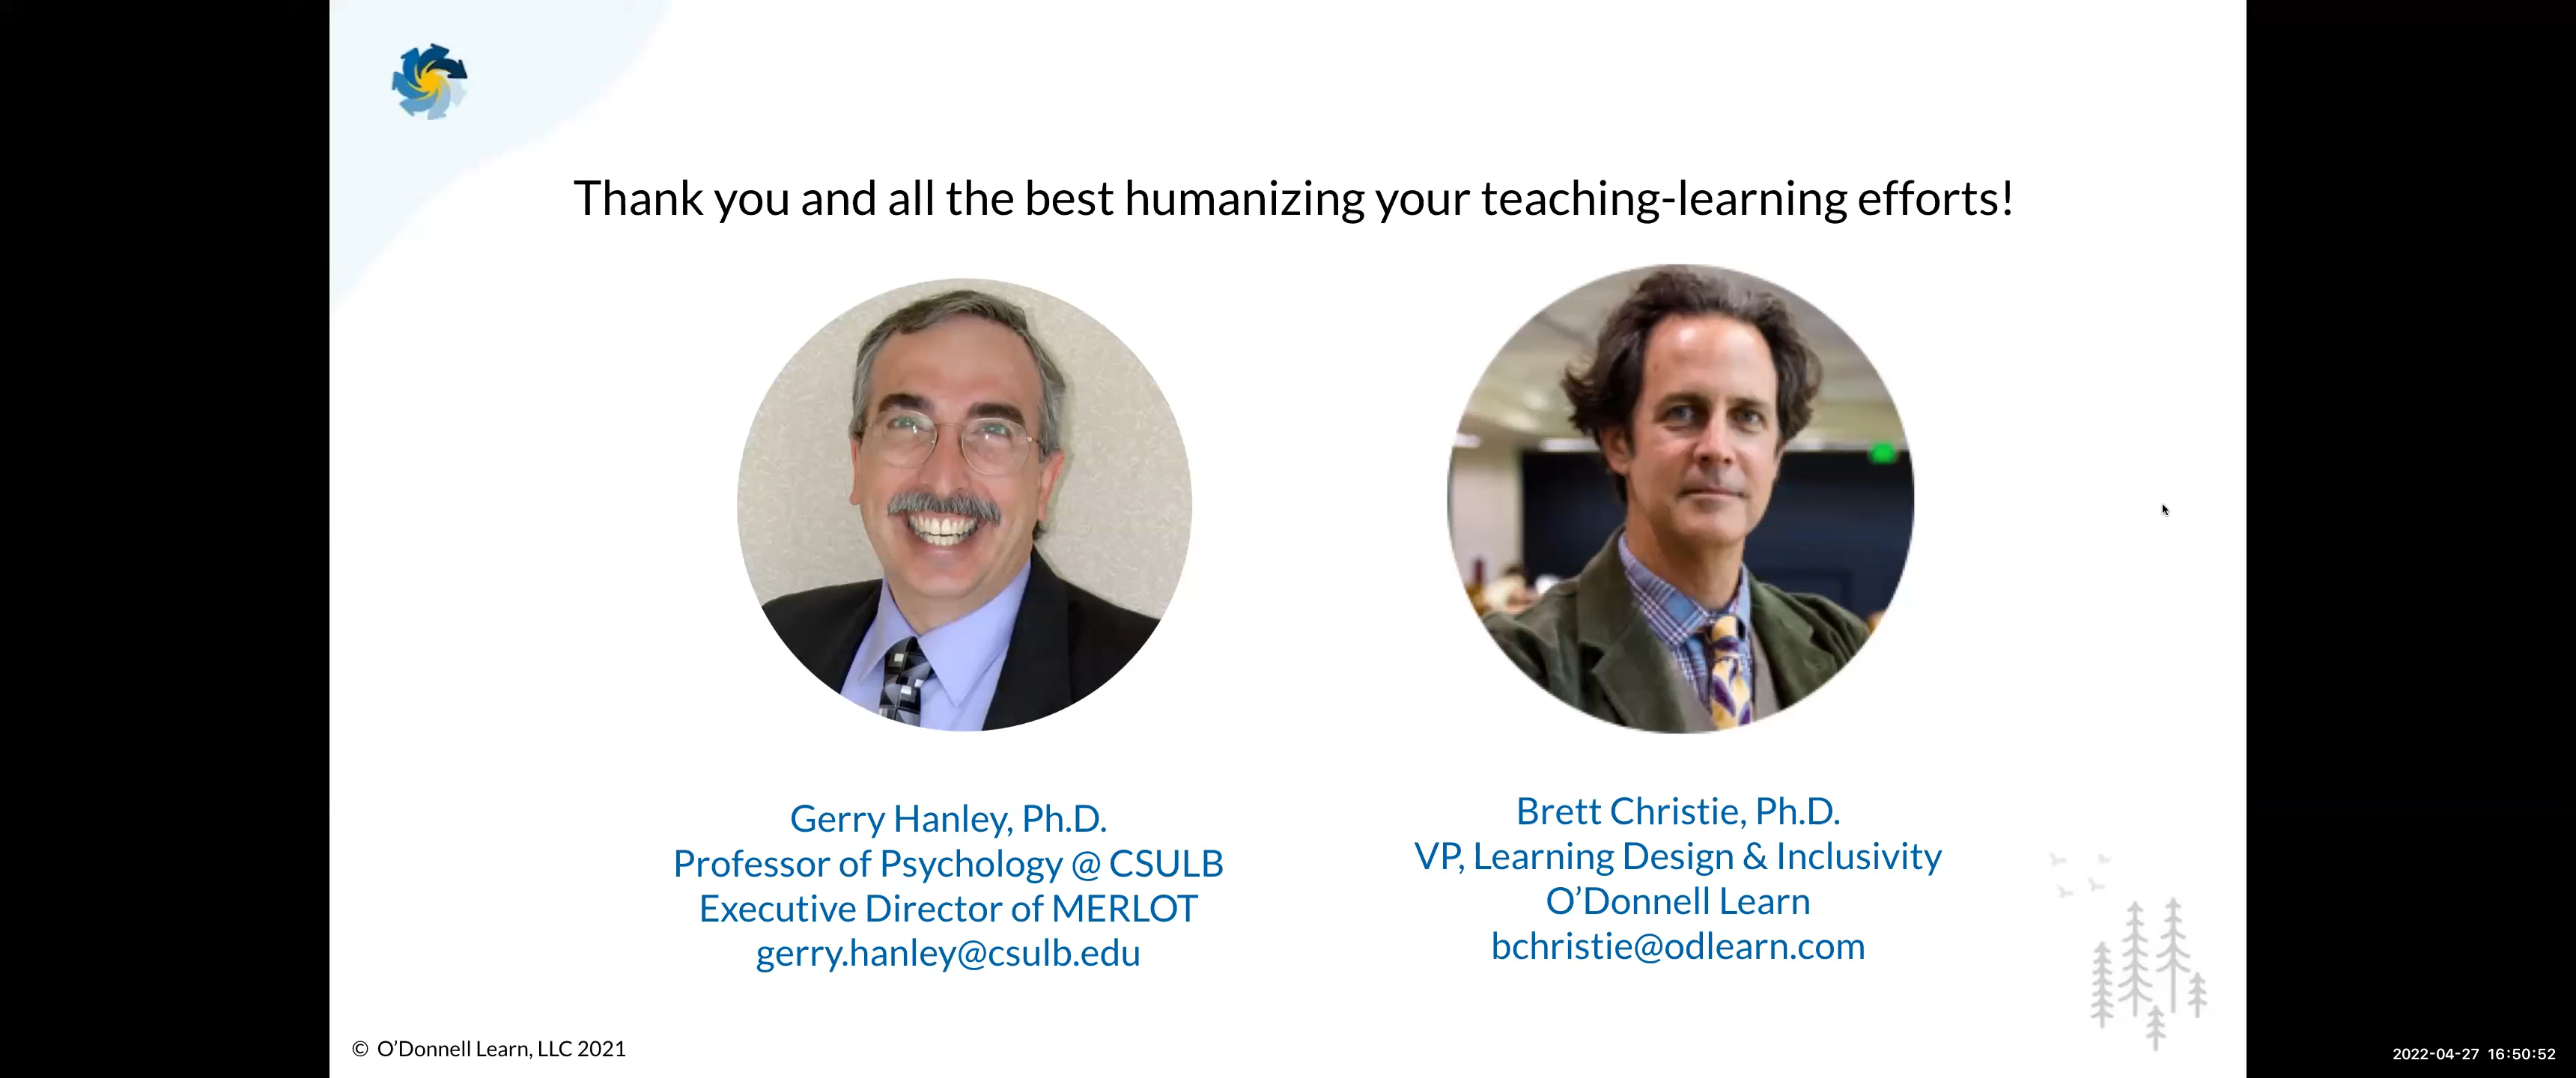 Thank you and all the best humanizing your teaching-learning efforts!
Gerry Hanley, Ph.D.
Professor of Psychology @ CSULB
Executive Director of MERLOT
gerry.hanley@csulb.edu
Brett Christie, Ph.D.
VP, Learning Design & Inclusivity
O’Donnell Learn
bchristie@odlearn.com
© O’Donnell Learn, LLC 2021
2022-04-27 16:50:52